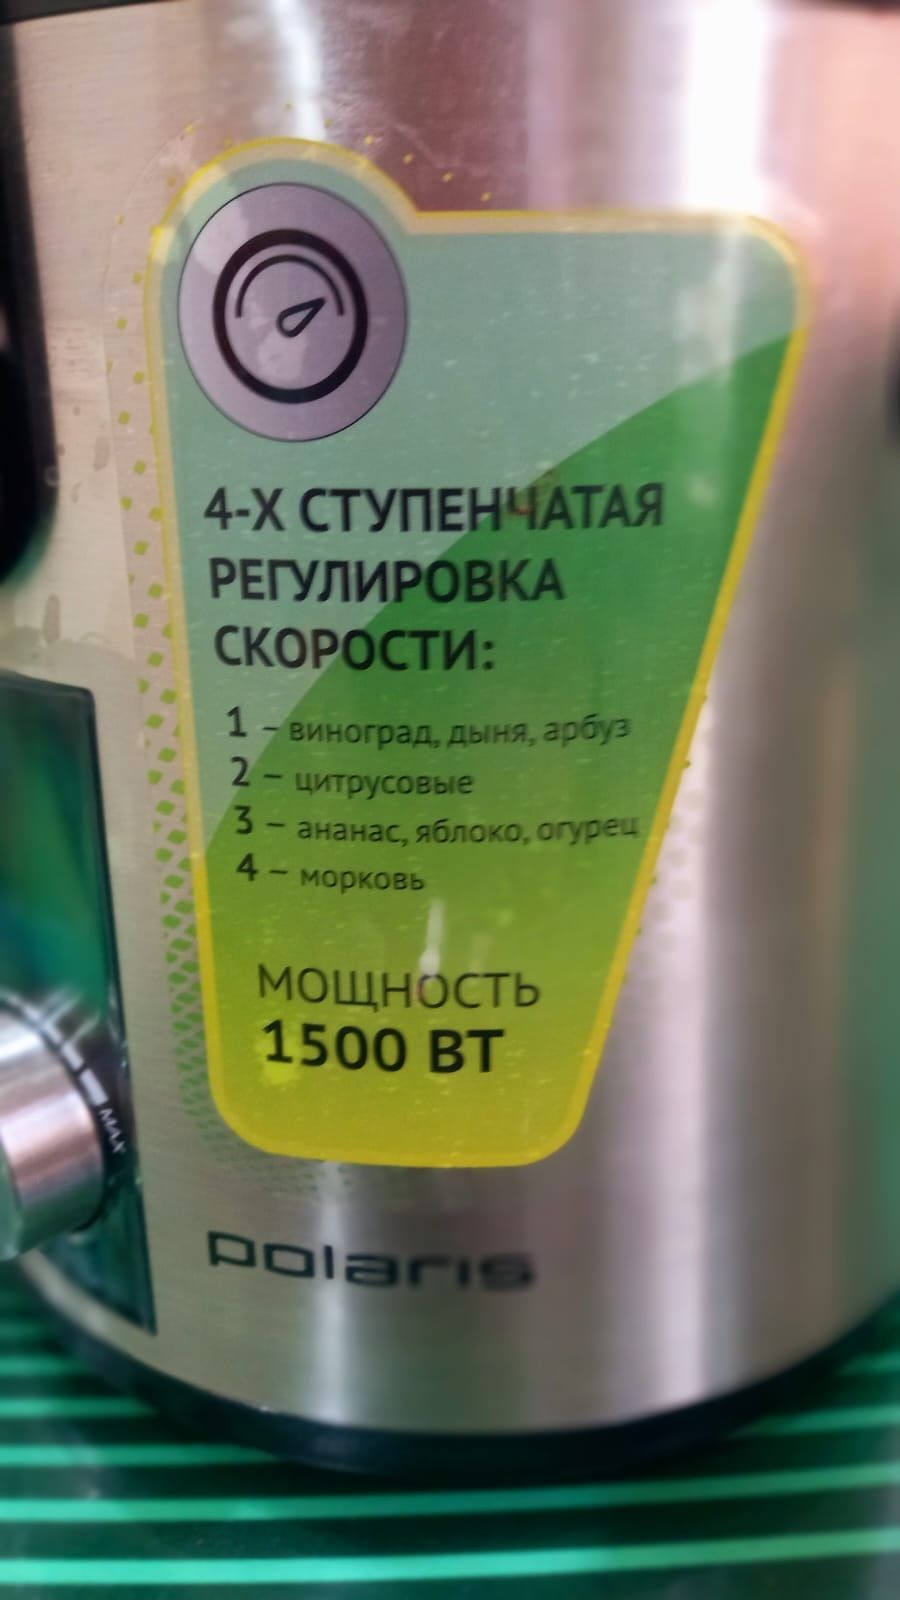 4-Х СТУПЕНЧАТАЯ
РЕГУЛИРОВКА
СКОРОСТИ:
1 – виноград, дыня, арбуз
2 – цитрусовые
3 – ананас, яблоко, огурец
4 – морковь
МОЩНОСТЬ
1500 ВТ
MAX
polaris